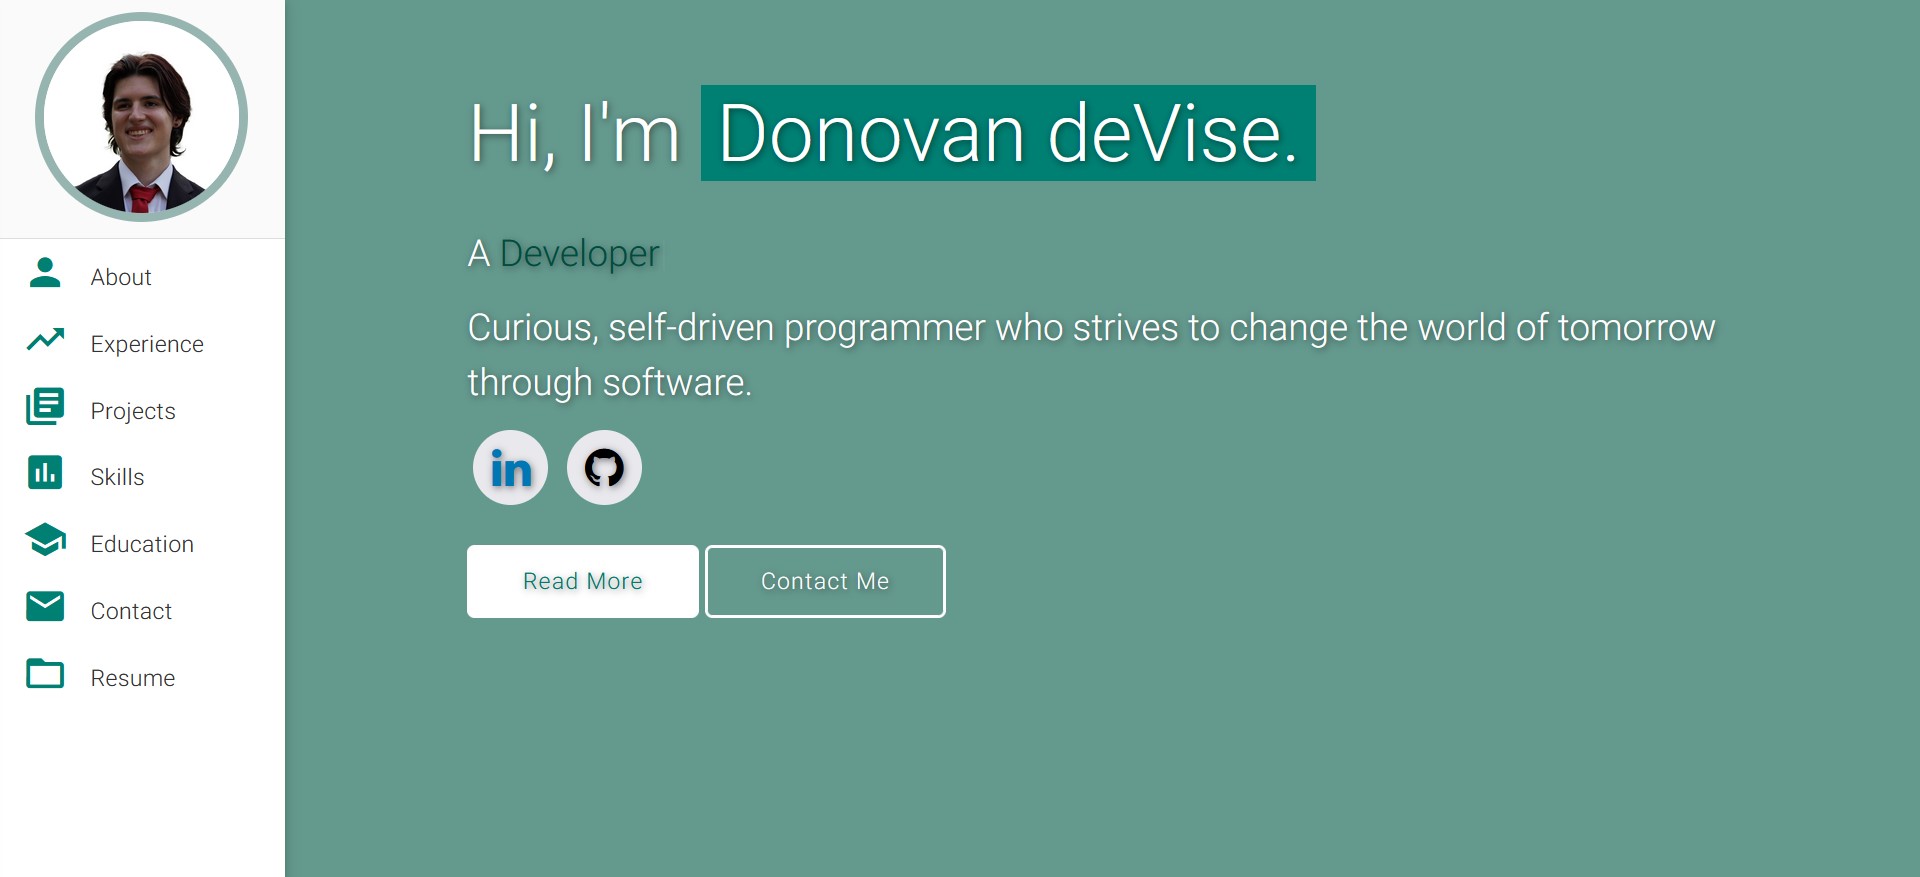 About
Experience
Projects
Skills
Education
Contact
Resume
Hi, I'm Donovan deVise.
A Developer
Curious, self-driven programmer who strives to change the world of tomorrow
through software.
in
Read More
Contact Me